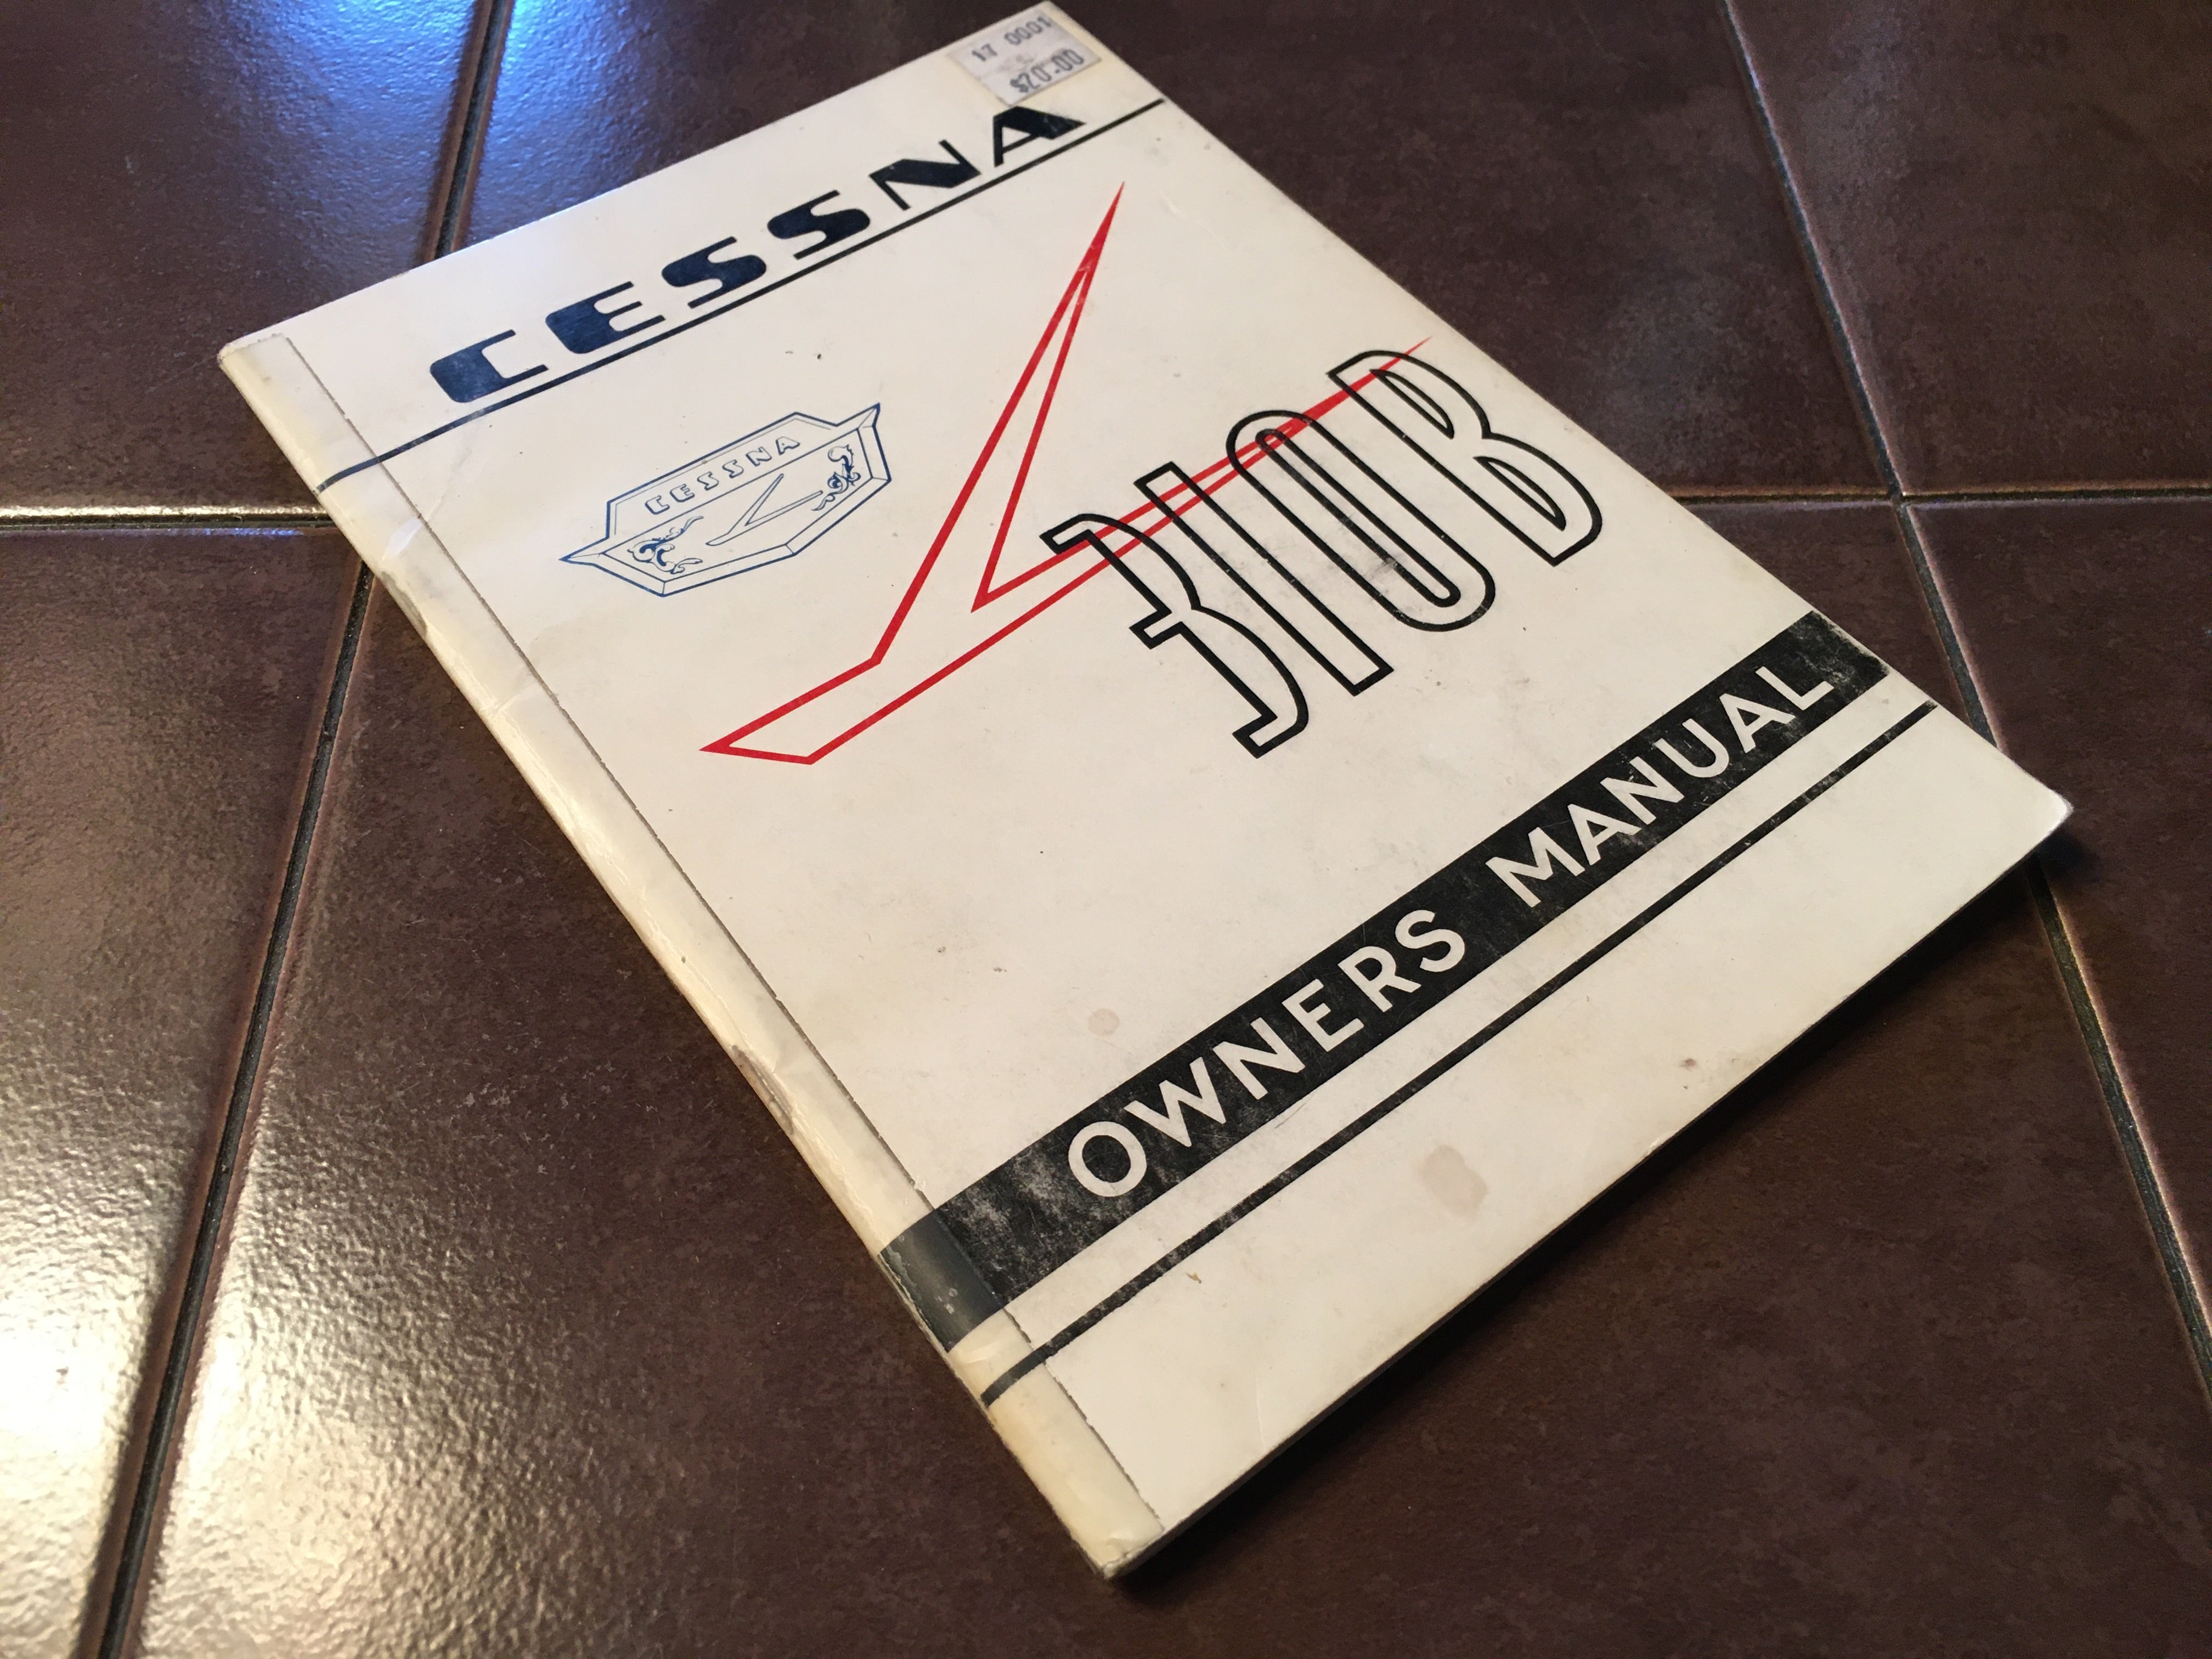 17 0001
$20.00
CESSNA
CESSNA
310B
OWNERS MANUAL